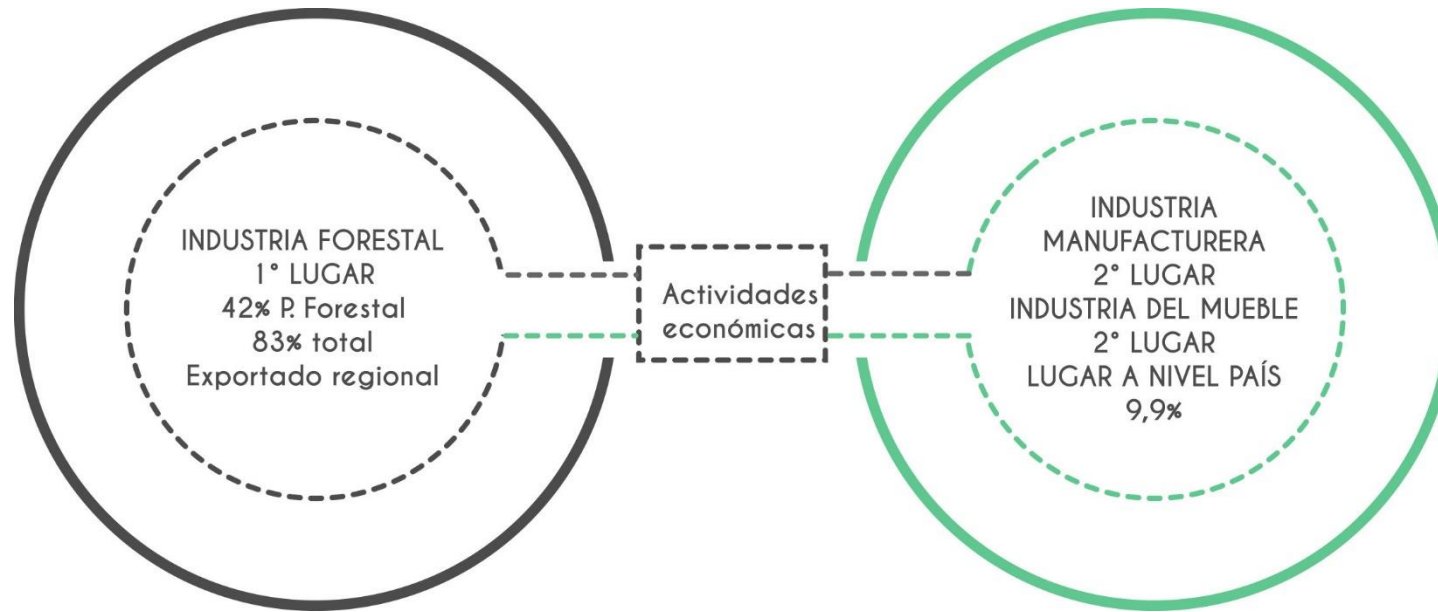 INDUSTRIA FORESTAL
1° LUGAR
42% P. Forestal
83% total
Exportado regional
Actividades
económicas
INDUSTRIA
MANUFACTURERA
2° LUGAR
INDUSTRIA DEL MUEBLE
2° LUGAR
LUGAR A NIVEL PAÍS
9,9%